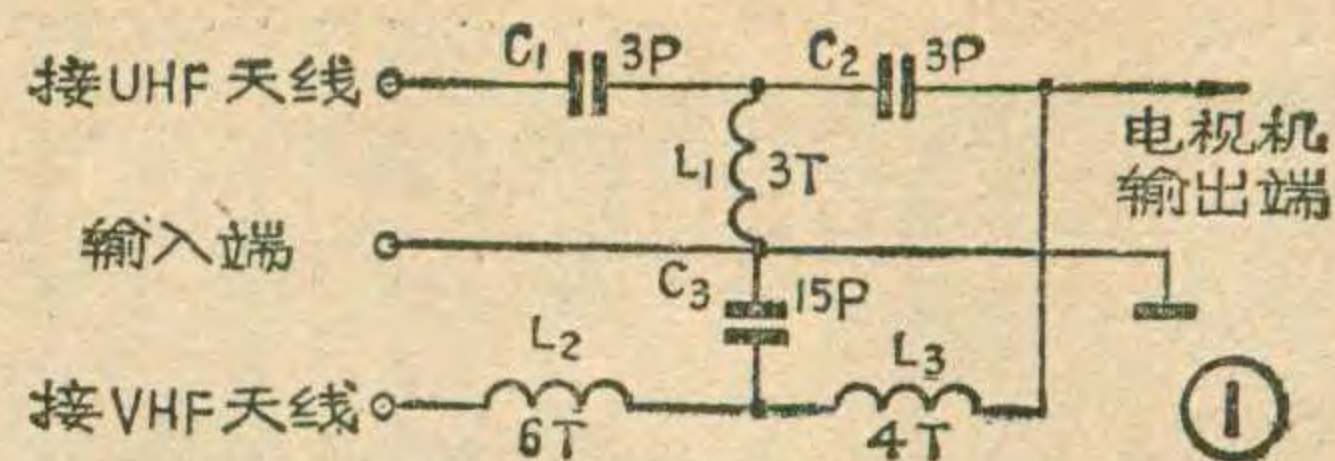 C1 3P C2 3P
接UHF天线
电视机
L1 3T
输出端
输入端
C3 15P
L2 L3
接VHF天线
6T 4T
1